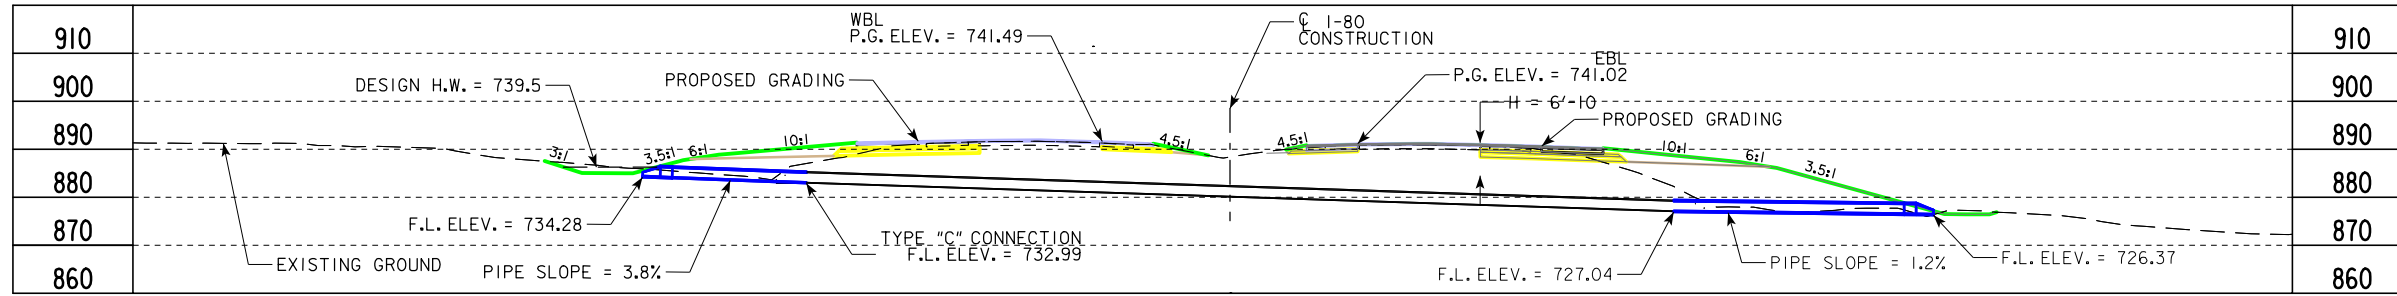 910
900
890
880
870
860
WBL
P.G. ELEV. = 741.49
℄ I-80
CONSTRUCTION
EBL
P.G. ELEV. = 741.02
H = 6'-10
DESIGN H.W. = 739.5
PROPOSED GRADING
PROPOSED GRADING
3:1
3.5:1
6:1
10:1
4.5:1
4.5:1
10:1
6:1
3.5:1
F.L. ELEV. = 734.28
TYPE "C" CONNECTION
F.L. ELEV. = 732.99
EXISTING GROUND
PIPE SLOPE = 3.8%
F.L. ELEV. = 727.04
PIPE SLOPE = 1.2%
F.L. ELEV. = 726.37
910
900
890
880
870
860